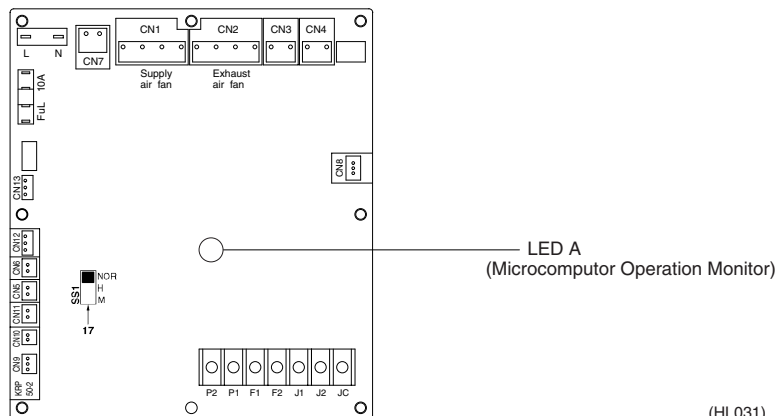 CN1 CN2 CN3 CN4
L N CN7
Supply air fan
Exhaust air fan
10A
FuL
CN8
CN13
LED A
(Microcomputor Operation Monitor)
CN12
CN6
CN5
CN11
CN10
CN9
KRP 50-2
SS1
NOR
H
M
17
P2 P1 F1 F2 J1 J2 JC
(HL031)